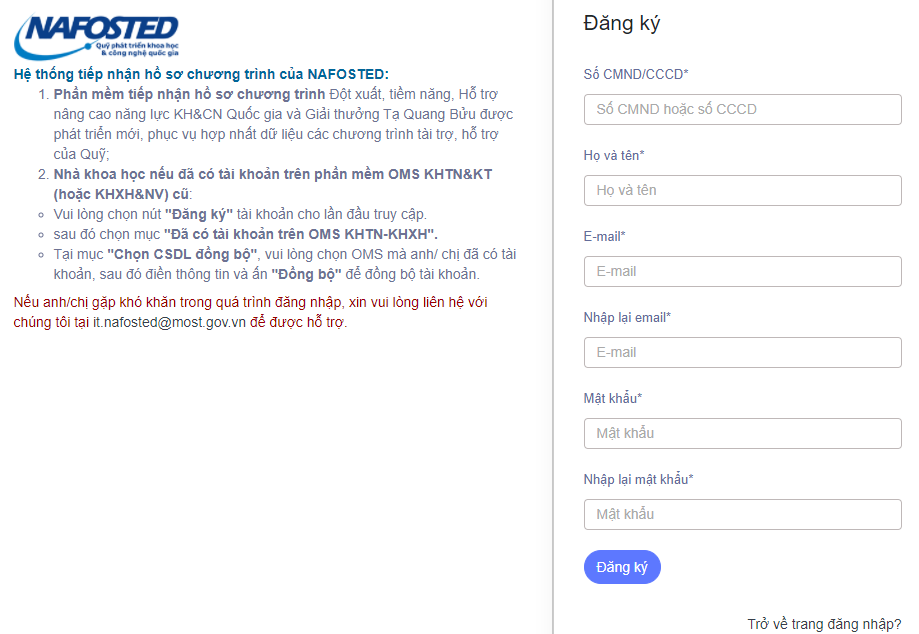 NAFOSTED
Quỹ phát triển khoa học
& công nghệ quốc gia
Hệ thống tiếp nhận hồ sơ chương trình của NAFOSTED:
1. Phần mềm tiếp nhận hồ sơ chương trình Đột xuất, tiềm năng, Hỗ trợ
nâng cao năng lực KH&CN Quốc gia và Giải thưởng Tạ Quang Bửu được
phát triển mới, phục vụ hợp nhất dữ liệu các chương trình tài trợ, hỗ trợ
của Quỹ;
2. Nhà khoa học nếu đã có tài khoản trên phần mềm OMS KHTN&KT
(hoặc KHXH&NV) cũ:
Vui lòng chọn nút "Đăng ký" tài khoản cho lần đầu truy cập.
sau đó chọn mục "Đã có tài khoản trên OMS KHTN-KHXH".
Tại mục "Chọn CSDL đồng bộ", vui lòng chọn OMS mà anh/ chị đã có tài
khoản, sau đó điền thông tin và ấn "Đồng bộ" để đồng bộ tài khoản.
Nếu anh/chị gặp khó khăn trong quá trình đăng nhập, xin vui lòng liên hệ với
chúng tôi tại it.nafosted@most.gov.vn để được hỗ trợ.
Đăng ký
Số CMND/CCCD*
Số CMND hoặc số CCCD
Họ và tên*
Họ và tên
E-mail*
E-mail
Nhập lại email*
E-mail
Mật khẩu*
Mật khẩu
Nhập lại mật khẩu*
Mật khẩu
Đăng ký
Trở về trang đăng nhập?